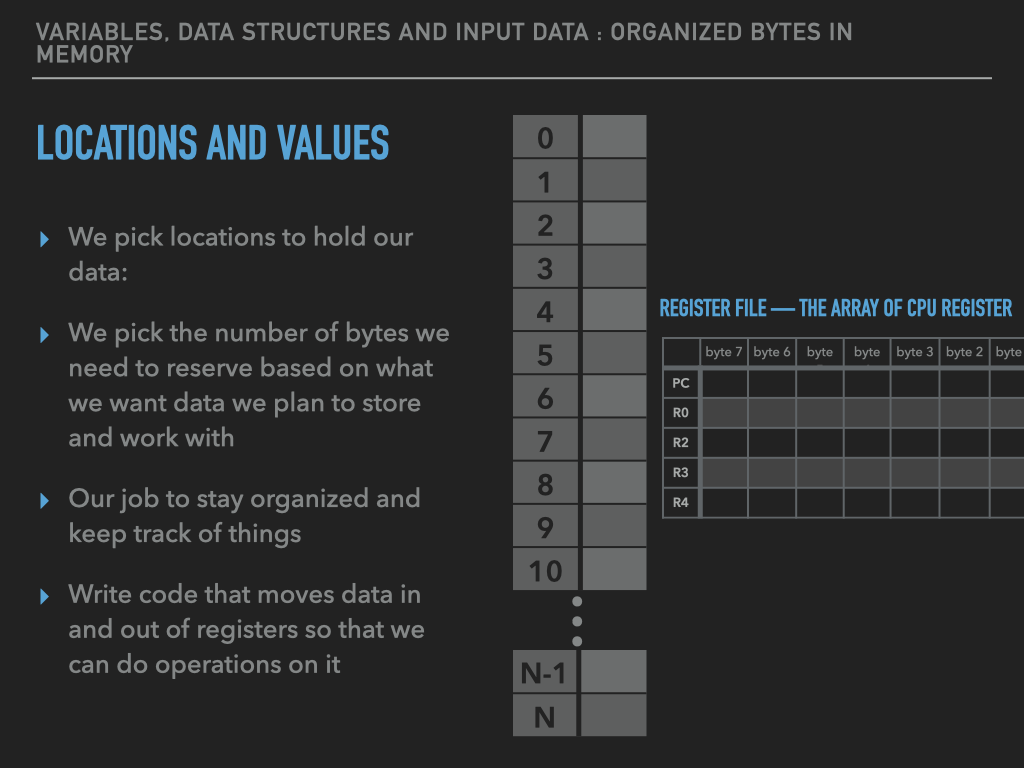 VARIABLES, DATA STRUCTURES AND INPUT DATA : ORGANIZED BYTES IN
MEMORY
LOCATIONS AND VALUES
We pick locations to hold our
data:
We pick the number of bytes we
need to reserve based on what
we want data we plan to store
and work with
Our job to stay organized and
keep track of things
Write code that moves data in
and out of registers so that we
can do operations on it
0
1
2
3
4
5
6
7
8
9
10
N-1
N
REGISTER FILE — THE ARRAY OF CPU REGISTER
byte 7 byte 6 byte byte byte 3 byte 2 byte
PC
R0
R2
R3
R4